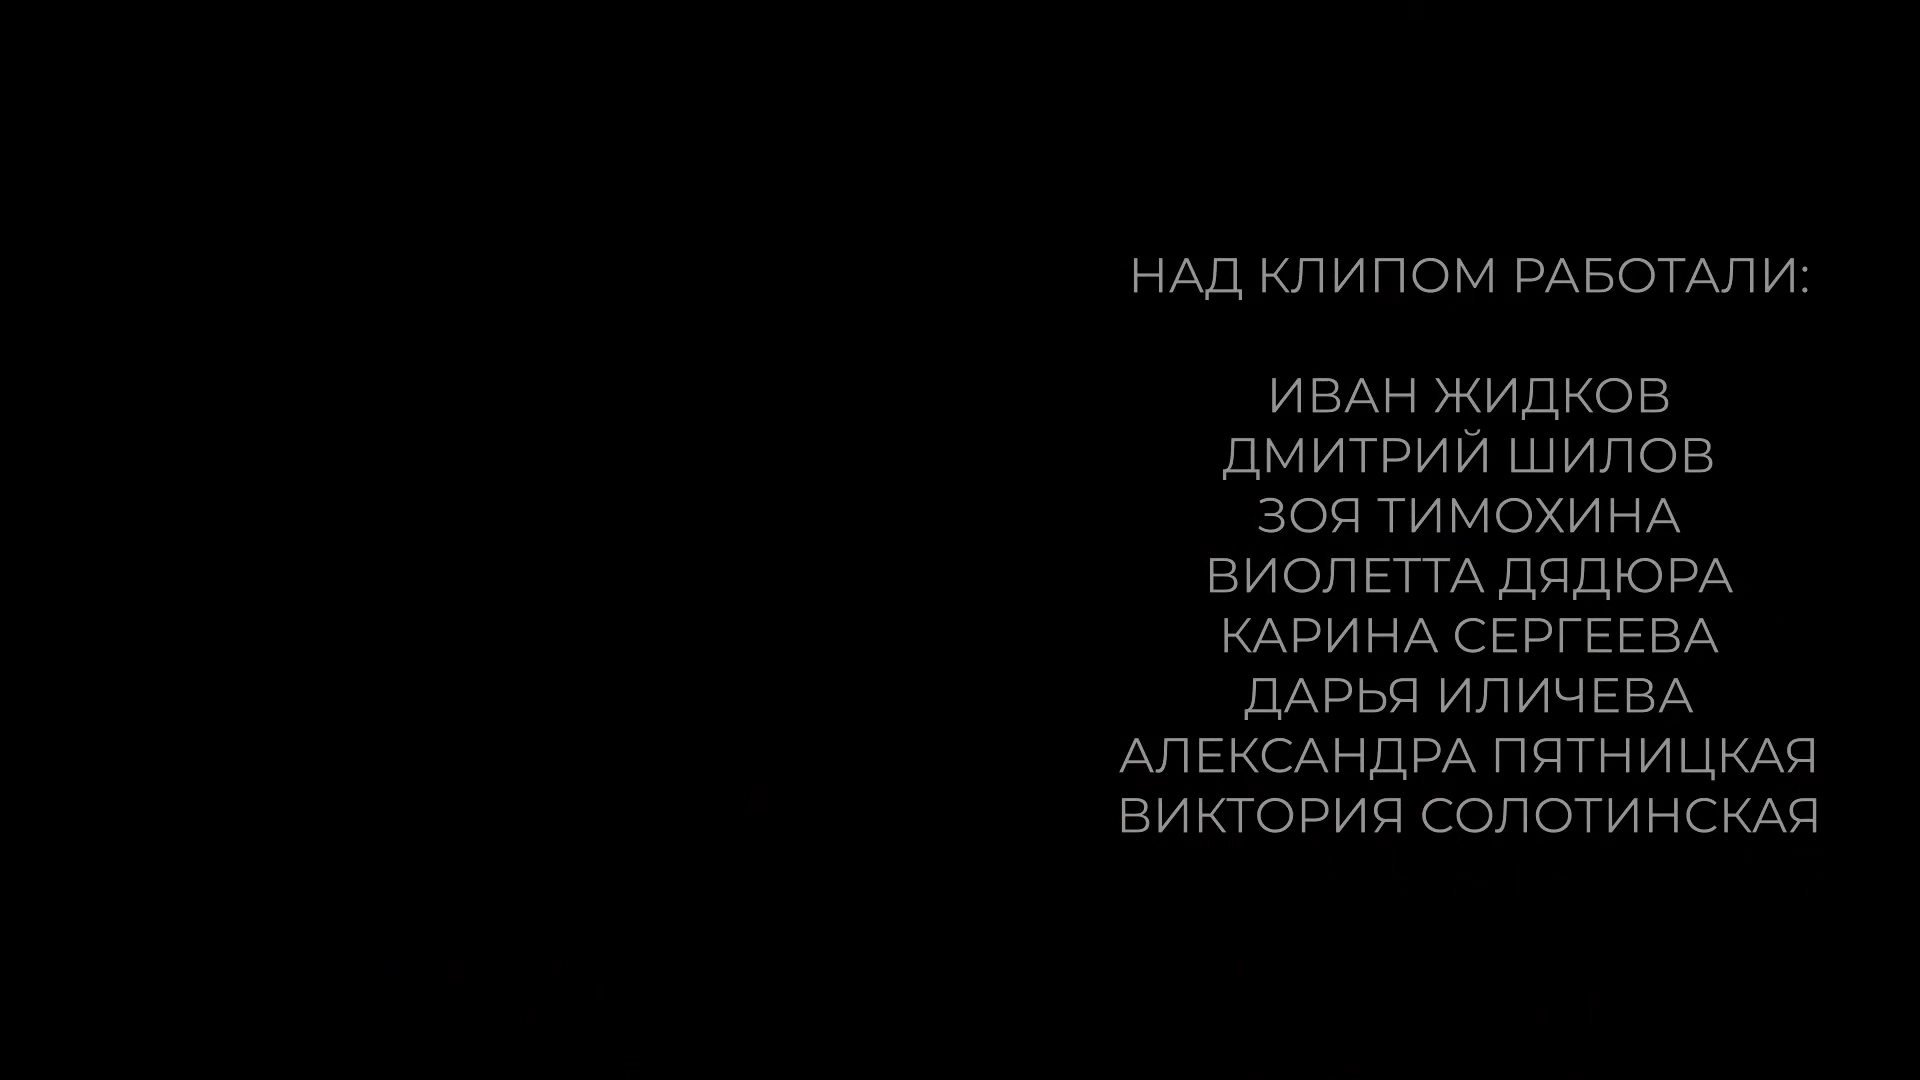 НАД КЛИПОМ РАБОТАЛИ:
ИВАН ЖИДКОВ
ДМИТРИЙ ШИЛОВ
ЗОЯ ТИМОХИНА
ВИОЛЕТТА ДЯДЮРА
КАРИНА СЕРГЕЕВА
ДАРЬЯ ИЛИЧЕВА
АЛЕКСАНДРА ПЯТНИЦКАЯ
ВИКТОРИЯ СОЛОТИНСКАЯ